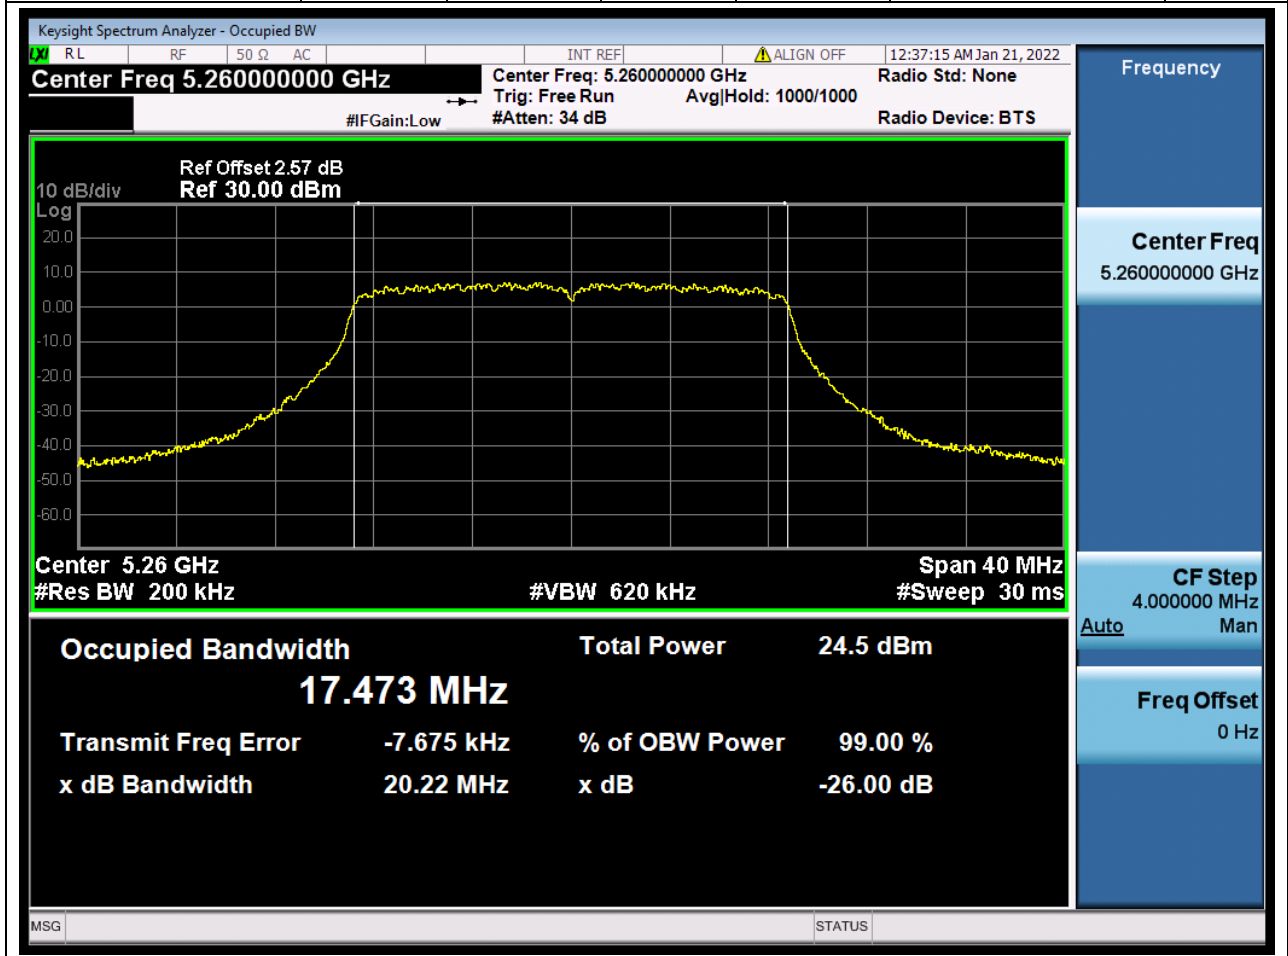 Keysight Spectrum Analyzer - Occupied BW
LXI RL RF 50 Ω AC INT REF ALIGN OFF 12:37:15 AM Jan 21, 2022
Center Freq 5.260000000 GHz
Center Freq: 5.260000000 GHz
Radio Std: None
Trig: Free Run Avg|Hold: 1000/1000
#IFGain:Low
#Atten: 34 dB
Radio Device: BTS
Ref Offset 2.57 dB
10 dB/div Ref 30.00 dBm
Log
20.0
10.0
0.00
-10.0
-20.0
-30.0
-40.0
-50.0
-60.0
Center 5.26 GHz Span 40 MHz
#Res BW 200 kHz #VBW 620 kHz #Sweep 30 ms
Occupied Bandwidth Total Power 24.5 dBm
17.473 MHz
Transmit Freq Error -7.675 kHz % of OBW Power 99.00 %
x dB Bandwidth 20.22 MHz x dB -26.00 dB
MSG STATUS
Frequency
Center Freq
5.260000000 GHz
CF Step
4.000000 MHz
Auto Man
Freq Offset
0 Hz